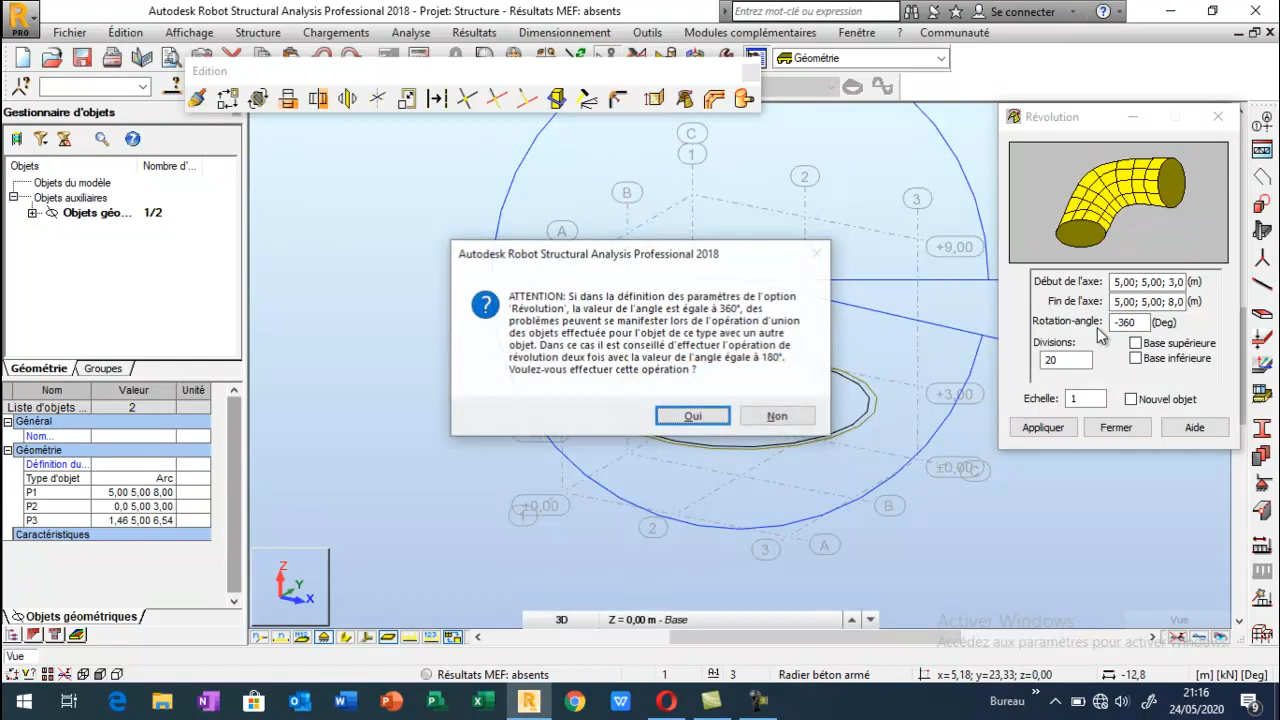 Autodesk Robot Structural Analysis Professional 2018 - Projet: Structure - Résultats MEF: absents
Entrez mot-clé ou expression
Se connecter
PRO
Fichier Édition Affichage Structure Chargements Analyse Résultats Dimensionnement Outils Modules complémentaires Fenêtre ? Communauté
Géométrie
Edition
Gestionnaire d'objets
Objets Nombre d'...
Objets du modèle
Objets auxiliaires
Objets géo... 1/2
Géométrie Groupes
Nom Valeur Unité
Liste d'objets 2
Général
Nom...
Géométrie
Définition du...
Type d'objet Arc
P1 5,00 5,00 8,00
P2 0,0 5,00 3,00
P3 1,46 5,00 6,54
Caractéristiques
Objets géométriques
C
1
2
3
B
A
+9,00
+3,00
±0,00
C
±0,00
1
2
3
A
B
Autodesk Robot Structural Analysis Professional 2018
ATTENTION: Si dans la définition des paramètres de l'option
'Révolution', la valeur de l'angle est égale à 360°, des
problèmes peuvent se manifester lors de l'opération d'union
des objets effectuée pour l'objet de ce type avec un autre
objet. Dans ce cas il est conseillé d'effectuer l'opération de
révolution deux fois avec la valeur de l'angle égale à 180°.
Voulez-vous effectuer cette opération ?
Oui Non
Révolution
Début de l'axe: 5,00; 5,00; 3,0 (m)
Fin de l'axe: 5,00; 5,00; 8,0 (m)
Rotation-angle: -360 (Deg)
Divisions: Base supérieure
20 Base inférieure
Echelle: 1 Nouvel objet
Appliquer Fermer Aide
Z
Y
X
3D Z = 0,00 m - Base
Vue
Activer Windows
Accédez aux paramètres pour activer Windows.
Vue
Résultats MEF: absents 1 3 Radier béton armé x=5,18; y=23,33; z=0,00 -12,8 [m] [kN] [Deg]
Bureau
21:16
24/05/2020
9